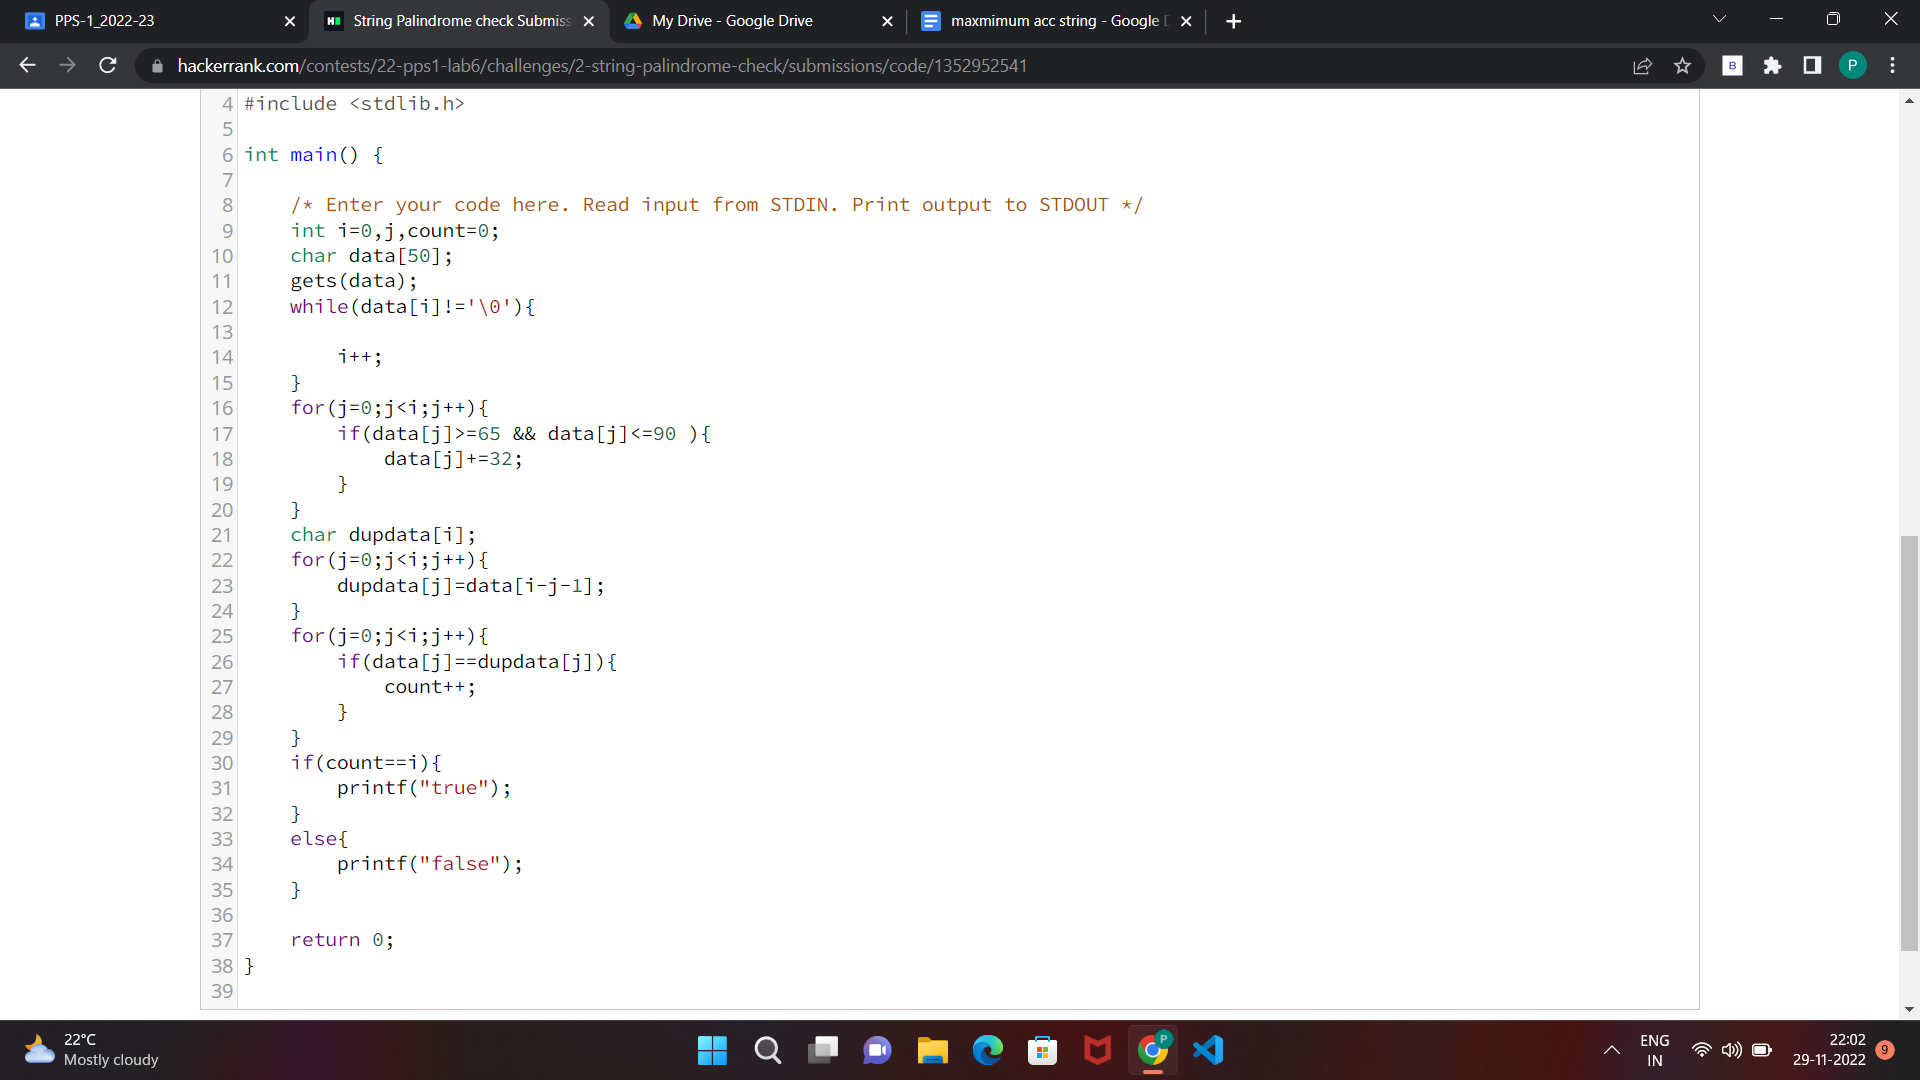 PPS-1_2022-23
String Palindrome check Submiss
My Drive - Google Drive
maxmimum acc string - Google D
hackerrank.com/contests/22-pps1-lab6/challenges/2-string-palindrome-check/submissions/code/1352952541
B
P
4 #include <stdlib.h>
5
6 int main() {
7
8     /* Enter your code here. Read input from STDIN. Print output to STDOUT */
9     int i=0,j,count=0;
10     char data[50];
11     gets(data);
12     while(data[i]!='\0'){
13
14         i++;
15     }
16     for(j=0;j<i;j++){
17         if(data[j]>=65 && data[j]<=90 ){
18             data[j]+=32;
19         }
20     }
21     char dupdata[i];
22     for(j=0;j<i;j++){
23         dupdata[j]=data[i-j-1];
24     }
25     for(j=0;j<i;j++){
26         if(data[j]==dupdata[j]){
27             count++;
28         }
29     }
30     if(count==i){
31         printf("true");
32     }
33     else{
34         printf("false");
35     }
36
37     return 0;
38 }
39
22°C
Mostly cloudy
P
ENG
IN
22:02
29-11-2022
9